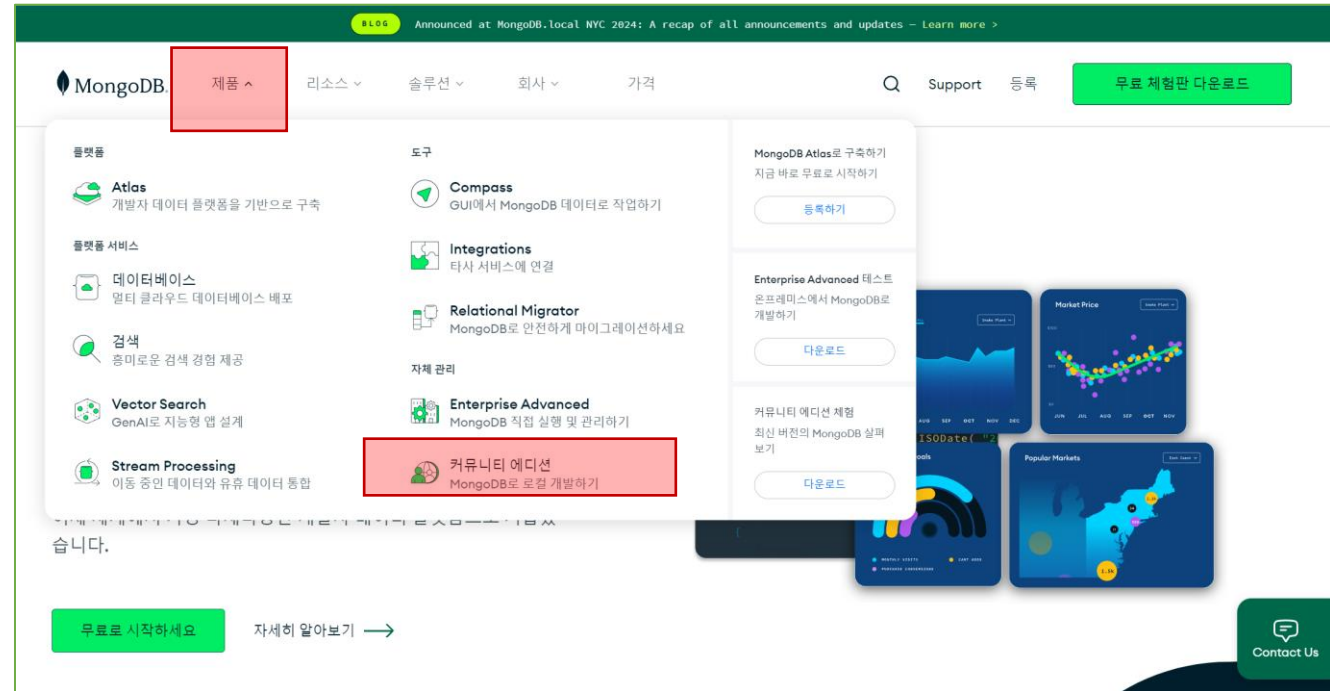 BLOG Announced at MongoDB.local NYC 2024: A recap of all announcements and updates — Learn more >
MongoDB. 제품 리소스 솔루션 회사 가격 Support 등록 무료 체험판 다운로드
플랫폼
Atlas
개발자 데이터 플랫폼을 기반으로 구축
플랫폼 서비스
데이터베이스
멀티 클라우드 데이터베이스 배포
검색
흥미로운 검색 경험 제공
Vector Search
GenAI로 지능형 앱 설계
Stream Processing
이동 중인 데이터와 유휴 데이터 통합
도구
Compass
GUI에서 MongoDB 데이터로 작업하기
Integrations
타사 서비스에 연결
Relational Migrator
MongoDB로 안전하게 마이그레이션하세요
자체 관리
Enterprise Advanced
MongoDB 직접 실행 및 관리하기
커뮤니티 에디션
MongoDB로 로컬 개발하기
MongoDB Atlas로 구축하기
지금 바로 무료로 시작하기
등록하기
Enterprise Advanced 테스트
온프레미스에서 MongoDB로
개발하기
다운로드
커뮤니티 에디션 체험
최신 버전의 MongoDB 살펴
보기
다운로드
Market Price
JUN JUL AUG SEP OCT NOV
AUG SEP OCT NOV DEC
ISODate( "2
Popular Markets
습니다.
무료로 시작하세요
자세히 알아보기
Contact Us